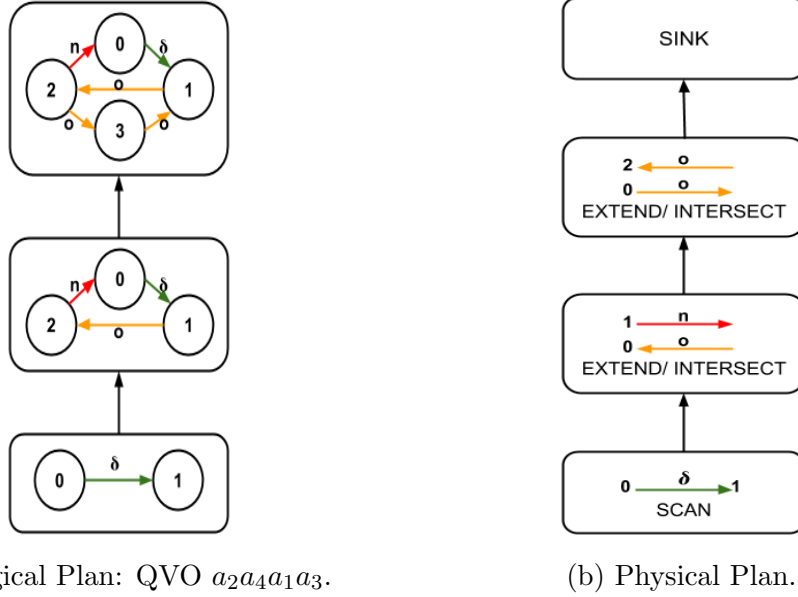 0
n
δ
2
o
1
o
3
o
n
0
δ
2
o
1
0
δ
1
SINK
2
o
0
o
EXTEND/ INTERSECT
1
n
0
o
EXTEND/ INTERSECT
0
δ
1
SCAN
Plan: QVO a₂a₄a₁a₃.
(b) Physical Plan.